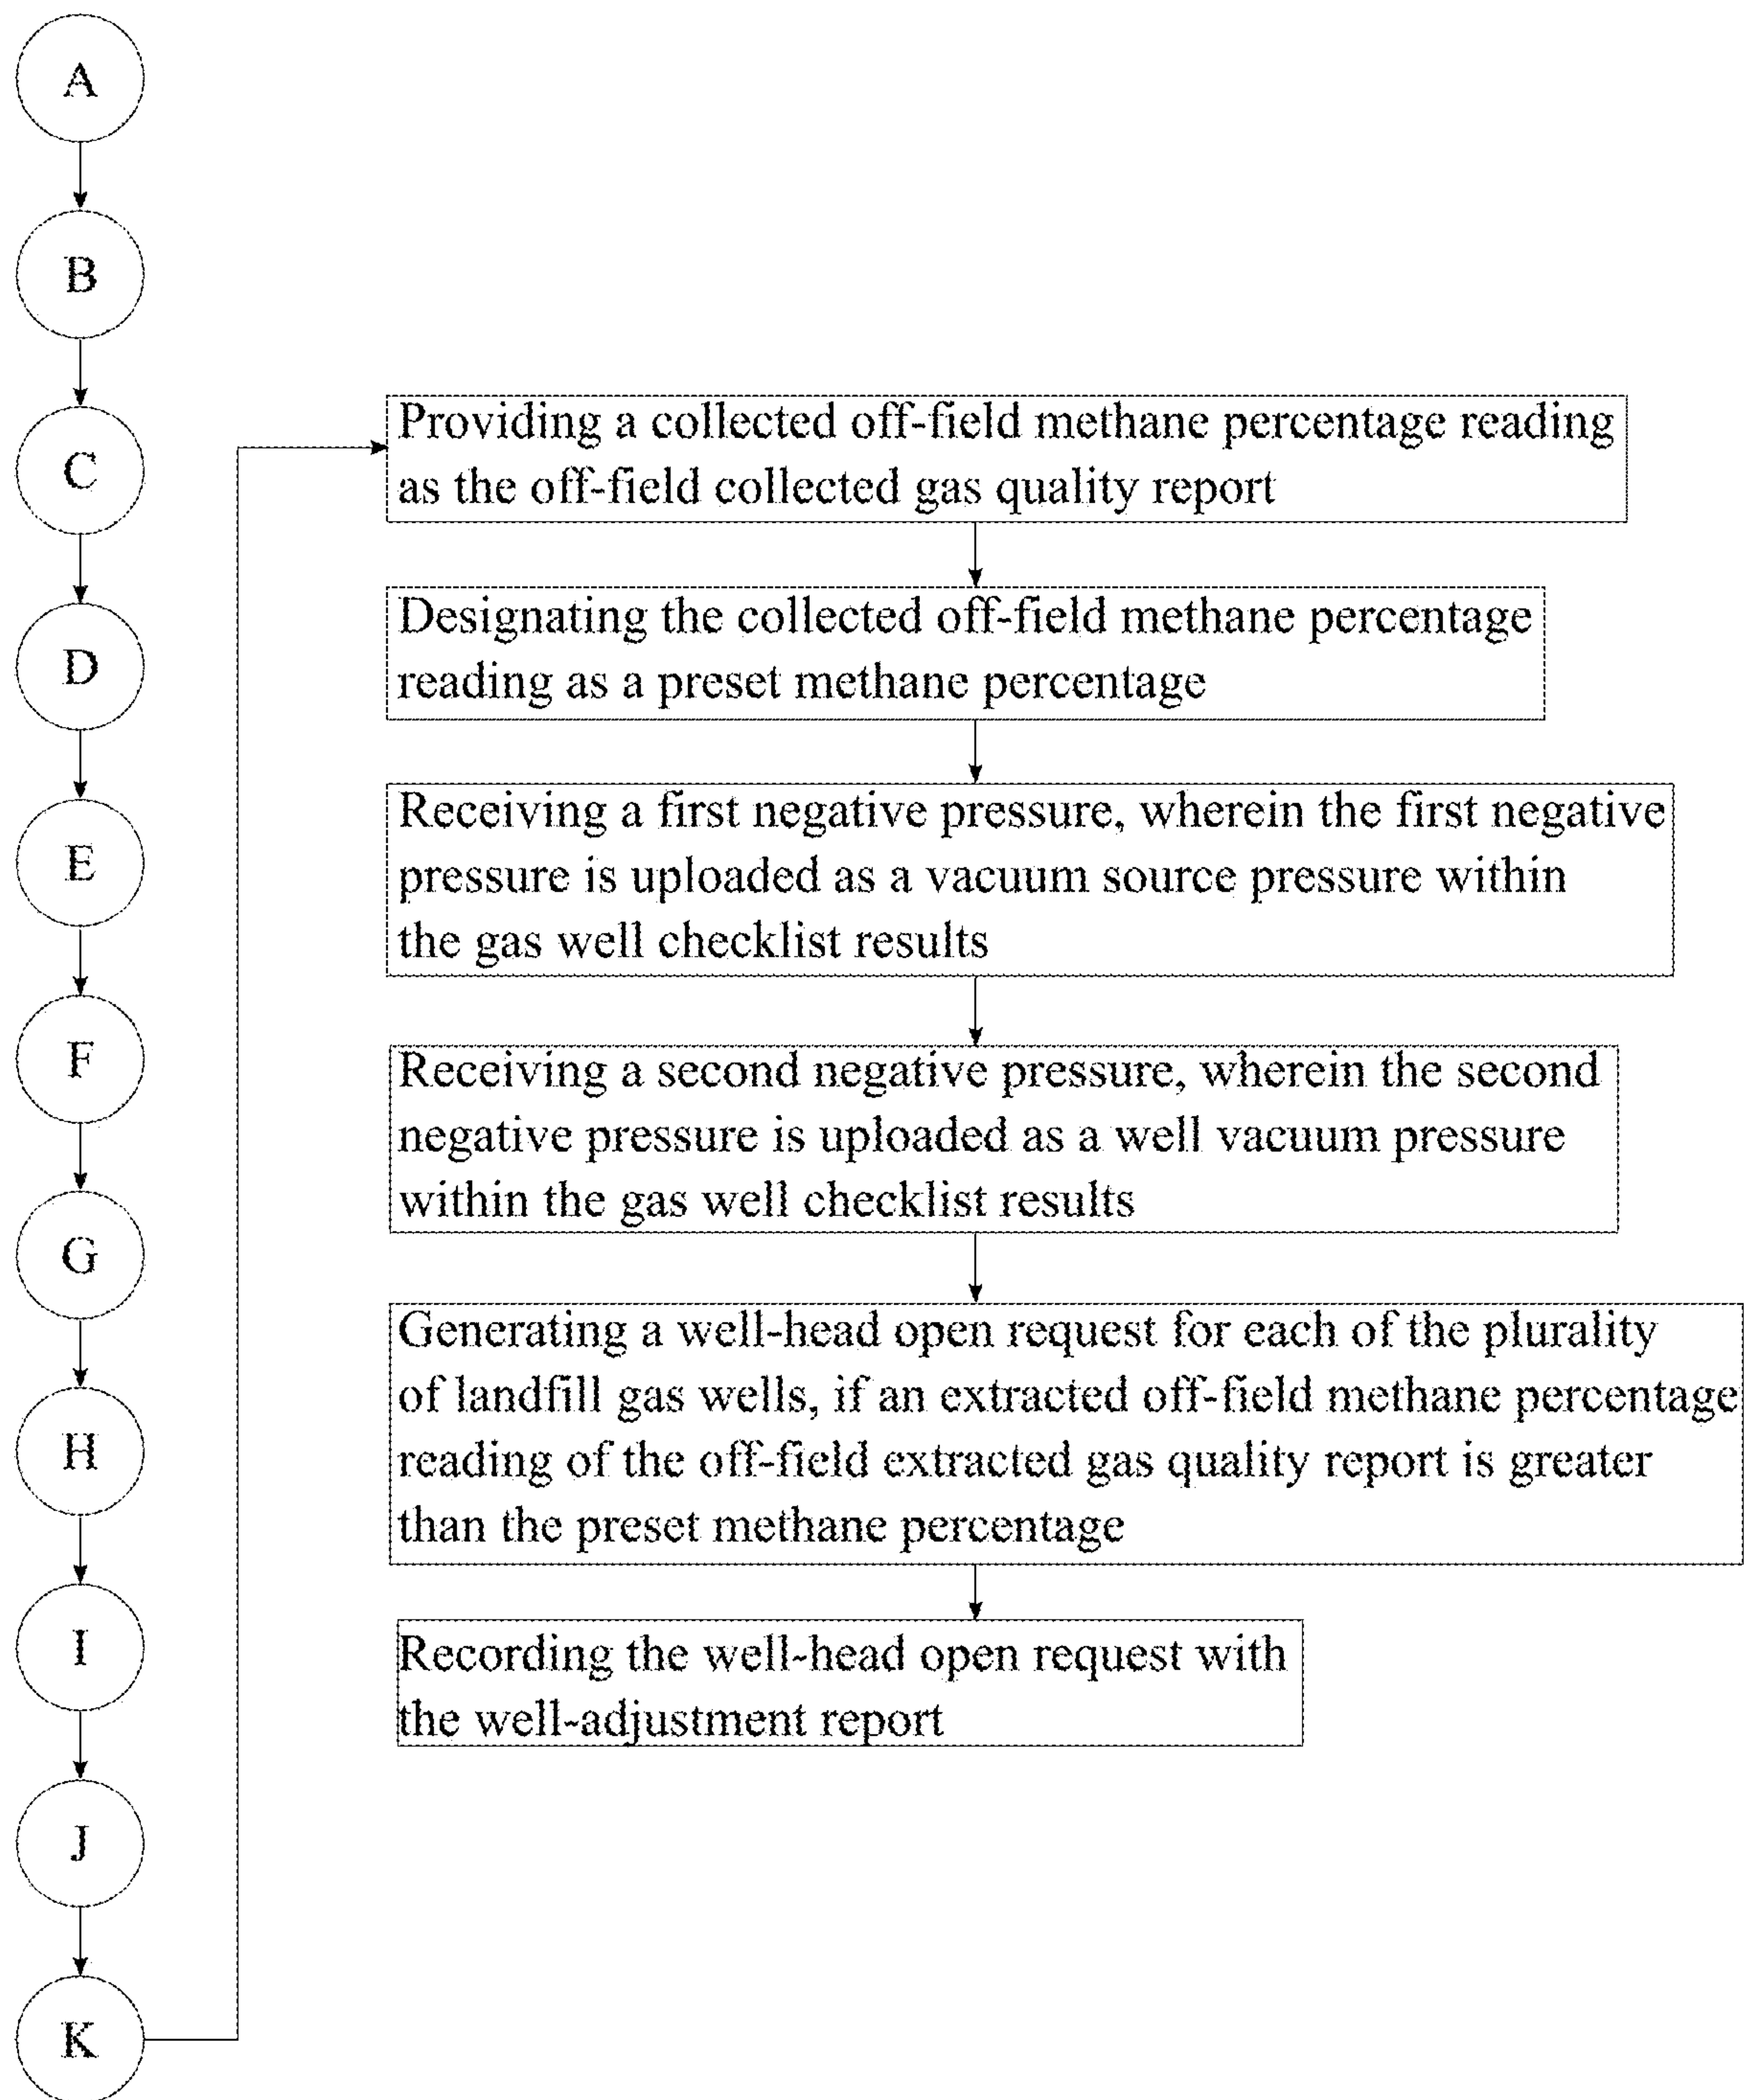 A
B
C
D
E
F
G
H
I
J
K
Providing a collected off-field methane percentage reading
as the off-field collected gas quality report
Designating the collected off-field methane percentage
reading as a preset methane percentage
Receiving a first negative pressure, wherein the first negative
pressure is uploaded as a vacuum source pressure within
the gas well checklist results
Receiving a second negative pressure, wherein the second
negative pressure is uploaded as a well vacuum pressure
within the gas well checklist results
Generating a well-head open request for each of the plurality
of landfill gas wells, if an extracted off-field methane percentage
reading of the off-field extracted gas quality report is greater
than the preset methane percentage
Recording the well-head open request with
the well-adjustment report